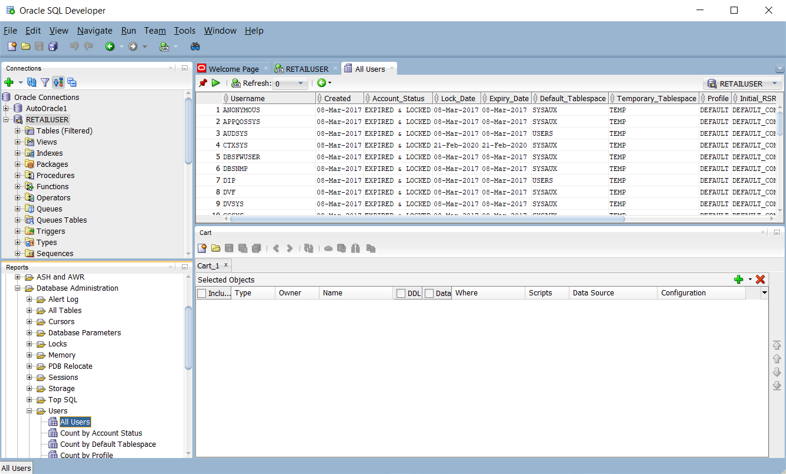 Oracle SQL Developer
File Edit View Navigate Run Team Tools Window Help
Connections
Oracle Connections
AutoOracle1
RETAILUSER
Tables (Filtered)
Views
Indexes
Packages
Procedures
Functions
Operators
Queues
Queues Tables
Triggers
Types
Sequences
Reports
ASH and AWR
Database Administration
Alert Log
All Tables
Cursors
Database Parameters
Locks
Memory
PDB Relocate
Sessions
Storage
Top SQL
Users
All Users
Count by Account Status
Count by Default Tablespace
Count by Profile
Welcome Page RETAILUSER All Users
Refresh: 0 RETAILUSER
Username Created Account_Status Lock_Date Expiry_Date Default_Tablespace Temporary_Tablespace Profile Initial_RSR
1 ANONYMOUS 08-Mar-2017 EXPIRED & LOCKED 08-Mar-2017 08-Mar-2017 SYSAUX TEMP DEFAULT DEFAULT_CON
2 APPQOSSYS 08-Mar-2017 EXPIRED & LOCKED 08-Mar-2017 08-Mar-2017 SYSAUX TEMP DEFAULT DEFAULT_CON
3 AUDSYS 08-Mar-2017 EXPIRED & LOCKED 08-Mar-2017 08-Mar-2017 USERS TEMP DEFAULT DEFAULT_CON
4 CTXSYS 08-Mar-2017 EXPIRED & LOCKED 21-Feb-2020 21-Feb-2020 SYSAUX TEMP DEFAULT DEFAULT_CON
5 DBSFWUSER 08-Mar-2017 EXPIRED & LOCKED 08-Mar-2017 08-Mar-2017 SYSAUX TEMP DEFAULT DEFAULT_CON
6 DBSNMP 08-Mar-2017 EXPIRED & LOCKED 08-Mar-2017 08-Mar-2017 SYSAUX TEMP DEFAULT DEFAULT_CON
7 DIP 08-Mar-2017 EXPIRED & LOCKED 08-Mar-2017 08-Mar-2017 USERS TEMP DEFAULT DEFAULT_CON
8 DVF 08-Mar-2017 EXPIRED & LOCKED 08-Mar-2017 08-Mar-2017 SYSAUX TEMP DEFAULT DEFAULT_CON
9 DVSYS 08-Mar-2017 EXPIRED & LOCKED 08-Mar-2017 08-Mar-2017 SYSAUX TEMP DEFAULT DEFAULT_CON
Cart
Cart_1 x
Selected Objects
Inclu... Type Owner Name DDL Data Where Scripts Data Source Configuration
All Users